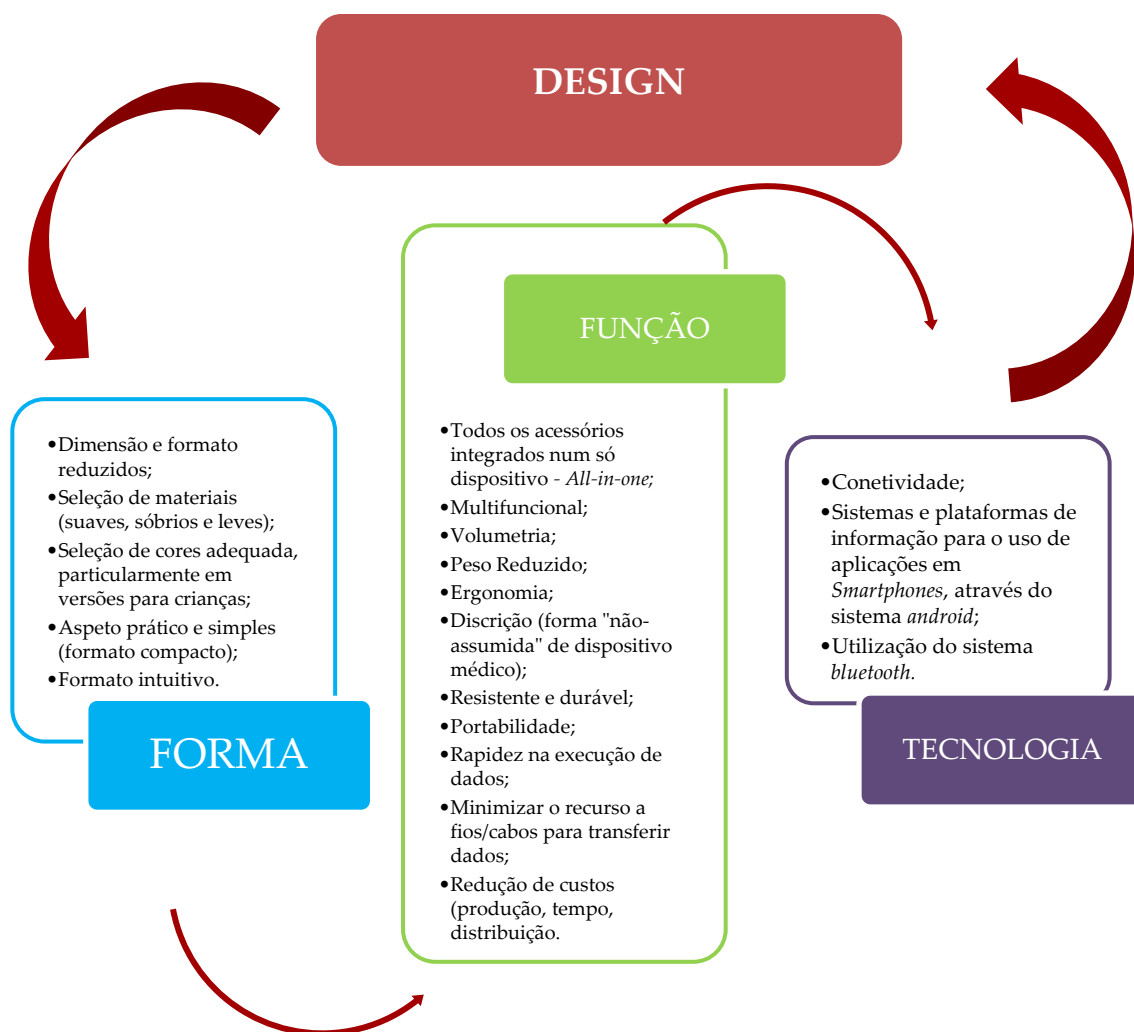 DESIGN
•Dimensão e formato
reduzidos;
•Seleção de materiais
(suaves, sóbrios e leves);
•Seleção de cores adequada,
particularmente em
versões para crianças;
•Aspeto prático e simples
(formato compacto);
•Formato intuitivo.
FORMA
FUNÇÃO
•Todos os acessórios
integrados num só
dispositivo - All-in-one;
•Multifuncional;
•Volumetria;
•Peso Reduzido;
•Ergonomia;
•Discrição (forma "não-
assumida" de dispositivo
médico);
•Resistente e durável;
•Portabilidade;
•Rapidez na execução de
dados;
•Minimizar o recurso a
fios/cabos para transferir
dados;
•Redução de custos
(produção, tempo,
distribuição.
•Conetividade;
•Sistemas e plataformas de
informação para o uso de
aplicações em
Smartphones, através do
sistema android;
•Utilização do sistema
bluetooth.
TECNOLOGIA